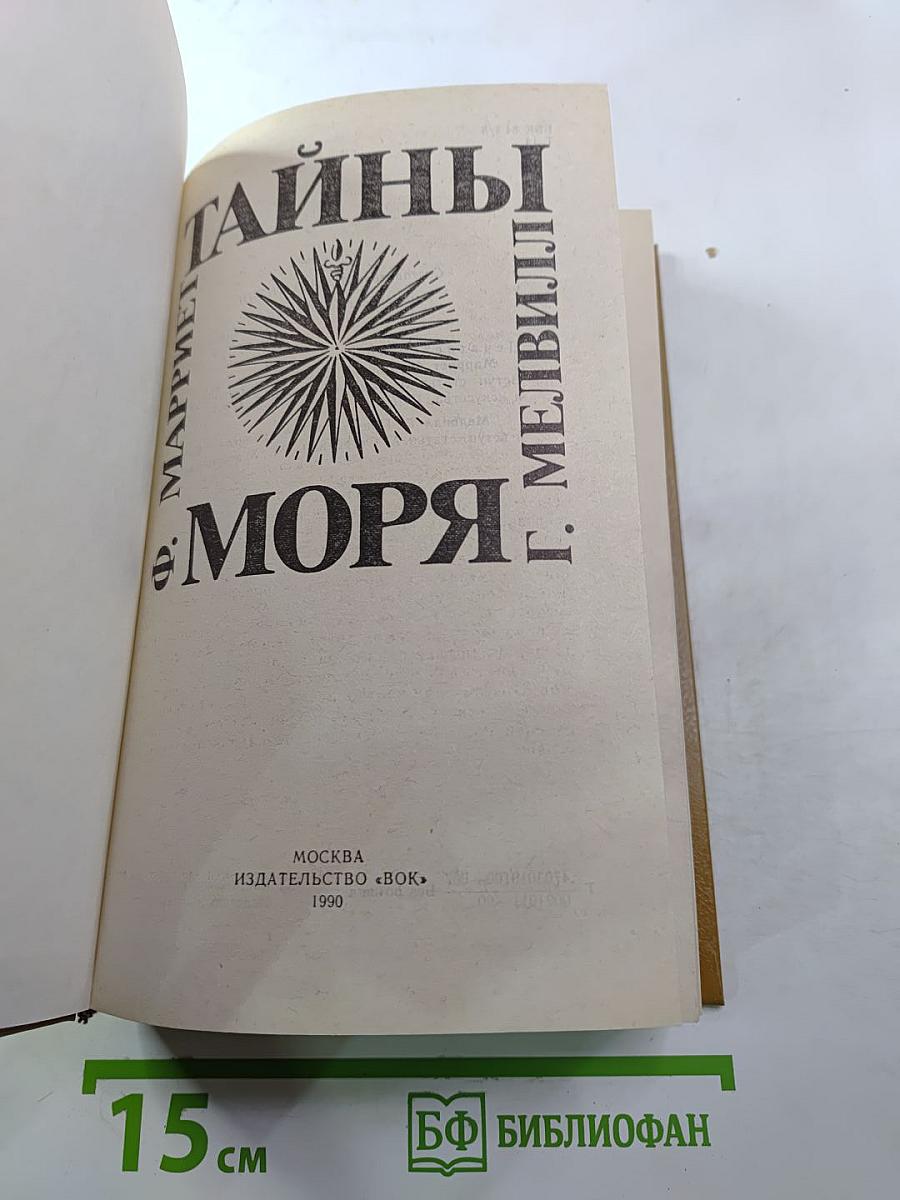 ТАЙНЫ
Ф. МАРРИЕТ
Г. МЕЛВИЛЛ
МОРЯ
МОСКВА
ИЗДАТЕЛЬСТВО «ВОК»
1990
15 см
БФ БИБЛИОФАН